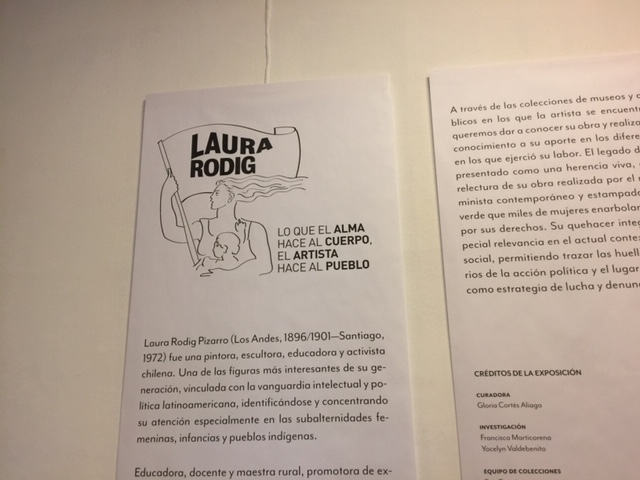 LAURA
RODIG
LO QUE EL ALMA
HACE AL CUERPO,
EL ARTISTA
HACE AL PUEBLO
Laura Rodig Pizarro (Los Andes, 1896/1901—Santiago,
1972) fue una pintora, escultora, educadora y activista
chilena. Una de las figuras más interesantes de su ge-
neración, vinculada con la vanguardia intelectual y po-
lítica latinoamericana, identificándose y concentrando
su atención especialmente en las subalternidades fe-
meninas, infancias y pueblos indígenas.
Educadora, docente y maestra rural, promotora de ex-
A través de las colecciones de museos y
blicos en los que la artista se encuent
queremos dar a conocer su obra y realiza
conocimiento a su aporte en los difere
en los que ejerció su labor. El legado d
presentado como una herencia viva,
relectura de su obra realizada por el
minista contemporáneo y estampad
verde que miles de mujeres enarbolar
por sus derechos. Su quehacer integ
pecial relevancia en el actual contex
social, permitiendo trazar las huell
rios de la acción política y el lugar
como estrategia de lucha y denun
CRÉDITOS DE LA EXPOSICIÓN
CURADORA
Gloria Cortés Aliaga
INVESTIGACIÓN
Francisca Marticorena
Yocelyn Valdebenito
EQUIPO DE COLECCIONES